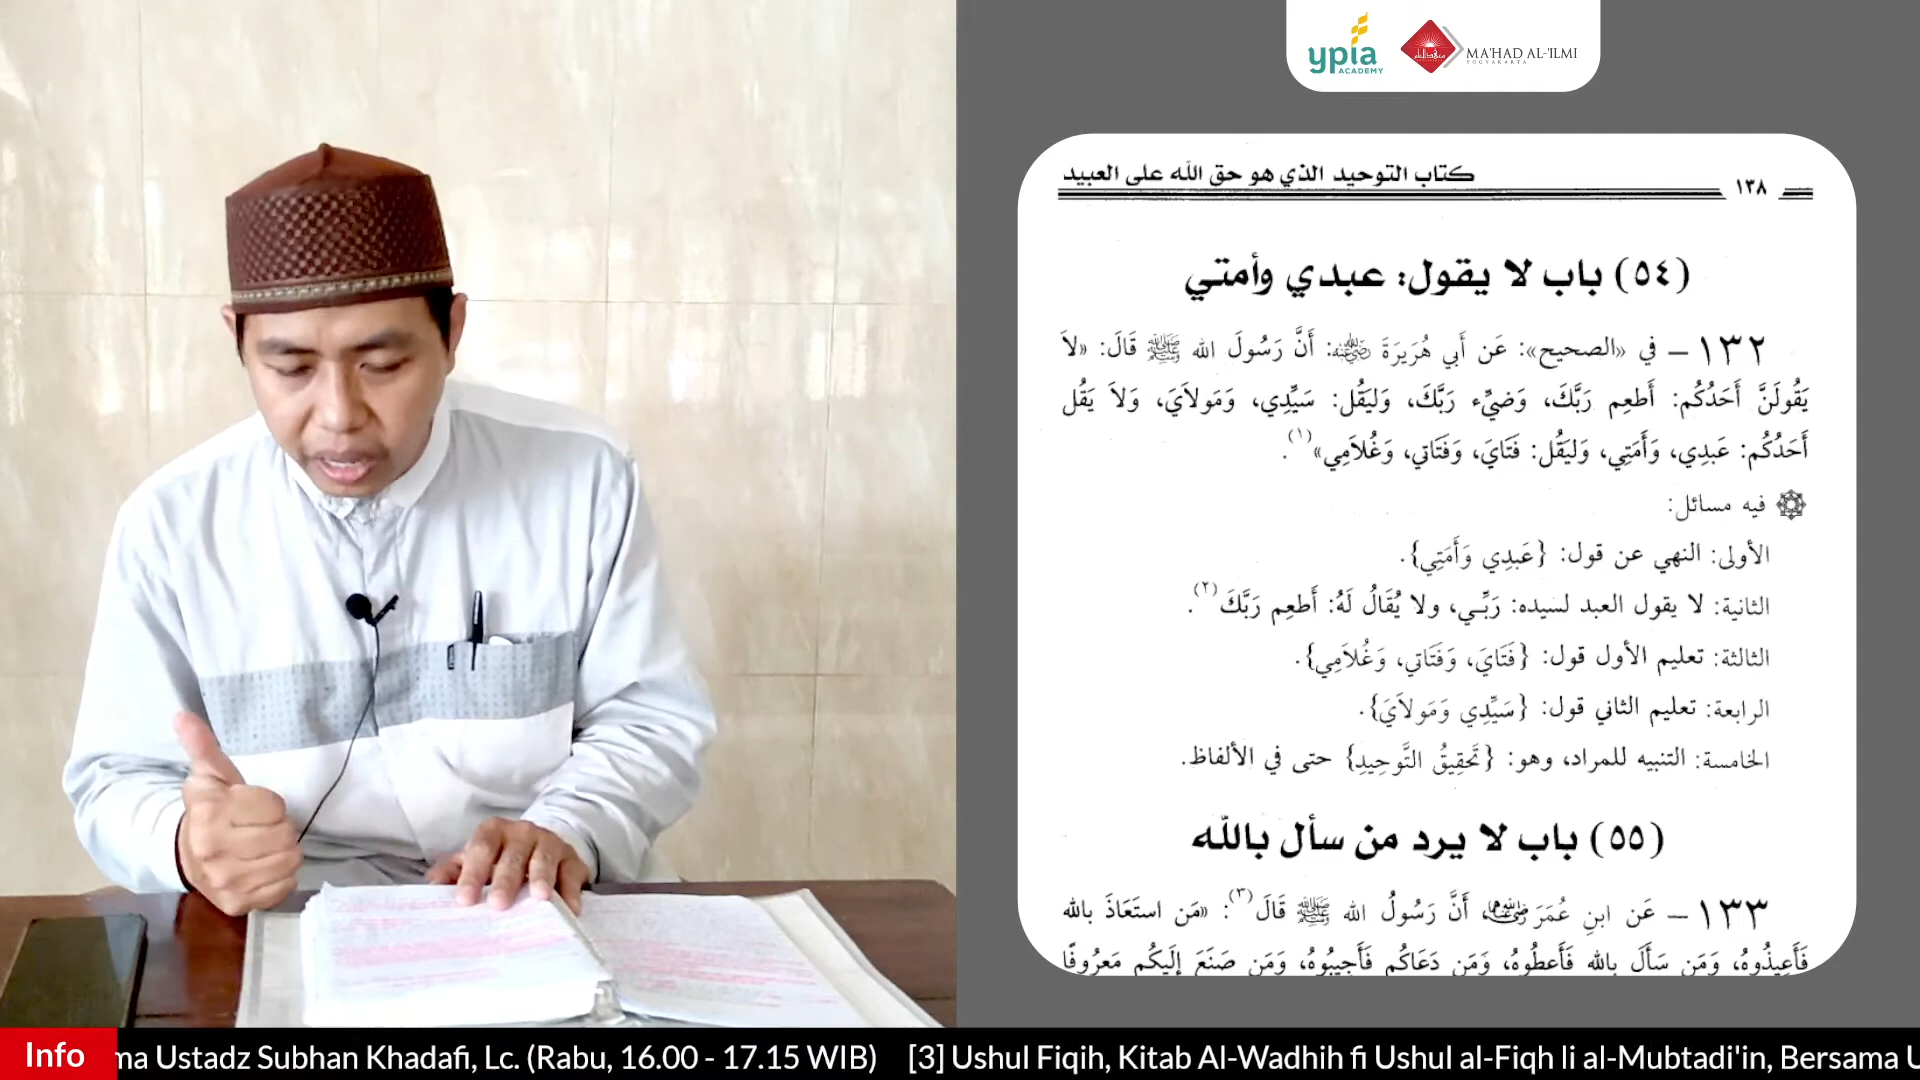 ypia
ACADEMY
MA'HAD AL-'ILMI
YOGYAKARTA
كتاب التوحيد الذي هو حق الله على العبيد
١٣٨
(٥٤) باب لا يقول: عبدي وأمتي
١٣٢ – في «الصحيح»: عَن أَبي هُرَيرَةَ رضي الله عنه: أَنَّ رَسُولَ الله ﷺ قَالَ: «لاَ
يَقُولَنَّ أَحَدُكُم: أَطعِم رَبَّكَ، وَضِيِّء رَبَّكَ، وَليَقُل: سَيِّدِي، وَمَولاَيَ، وَلاَ يَقُل
أَحَدُكُم: عَبدِي، وَأَمَتِي، وَليَقُل: فَتَايَ، وَفَتَاتي، وَغُلاَمِي»(١).
فيه مسائل:
الأولى: النهي عن قول: {عَبدِي وَأَمَتِي}.
الثانية: لا يقول العبد لسيده: رَبِّي، ولا يُقَالُ لَهُ: أَطعِم رَبَّكَ(٢).
الثالثة: تعليم الأول قول: {فَتَايَ، وَفَتَاتي، وَغُلاَمِي}.
الرابعة: تعليم الثاني قول: {سَيِّدِي وَمَولاَيَ}.
الخامسة: التنبيه للمراد، وهو: {تَحقِيقُ التَّوحِيدِ} حتى في الألفاظ.
(٥٥) باب لا يرد من سأل بالله
١٣٣ – عَن ابنِ عُمَرَ رضي الله عنهما، أَنَّ رَسُولُ الله ﷺ قَالَ(٣): «مَن استَعَاذَ بالله
فَأَعِيذُوهُ، وَمَن سَأَلَ بالله فَأَعطُوهُ، وَمَن دَعَاكُم فَأَجِيبُوهُ، وَمَن صَنَعَ إِلَيكُم مَعرُوفًا
Info
ma Ustadz Subhan Khadafi, Lc. (Rabu, 16.00 - 17.15 WIB) [3] Ushul Fiqih, Kitab Al-Wadhih fi Ushul al-Fiqh li al-Mubtadi'in, Bersama U